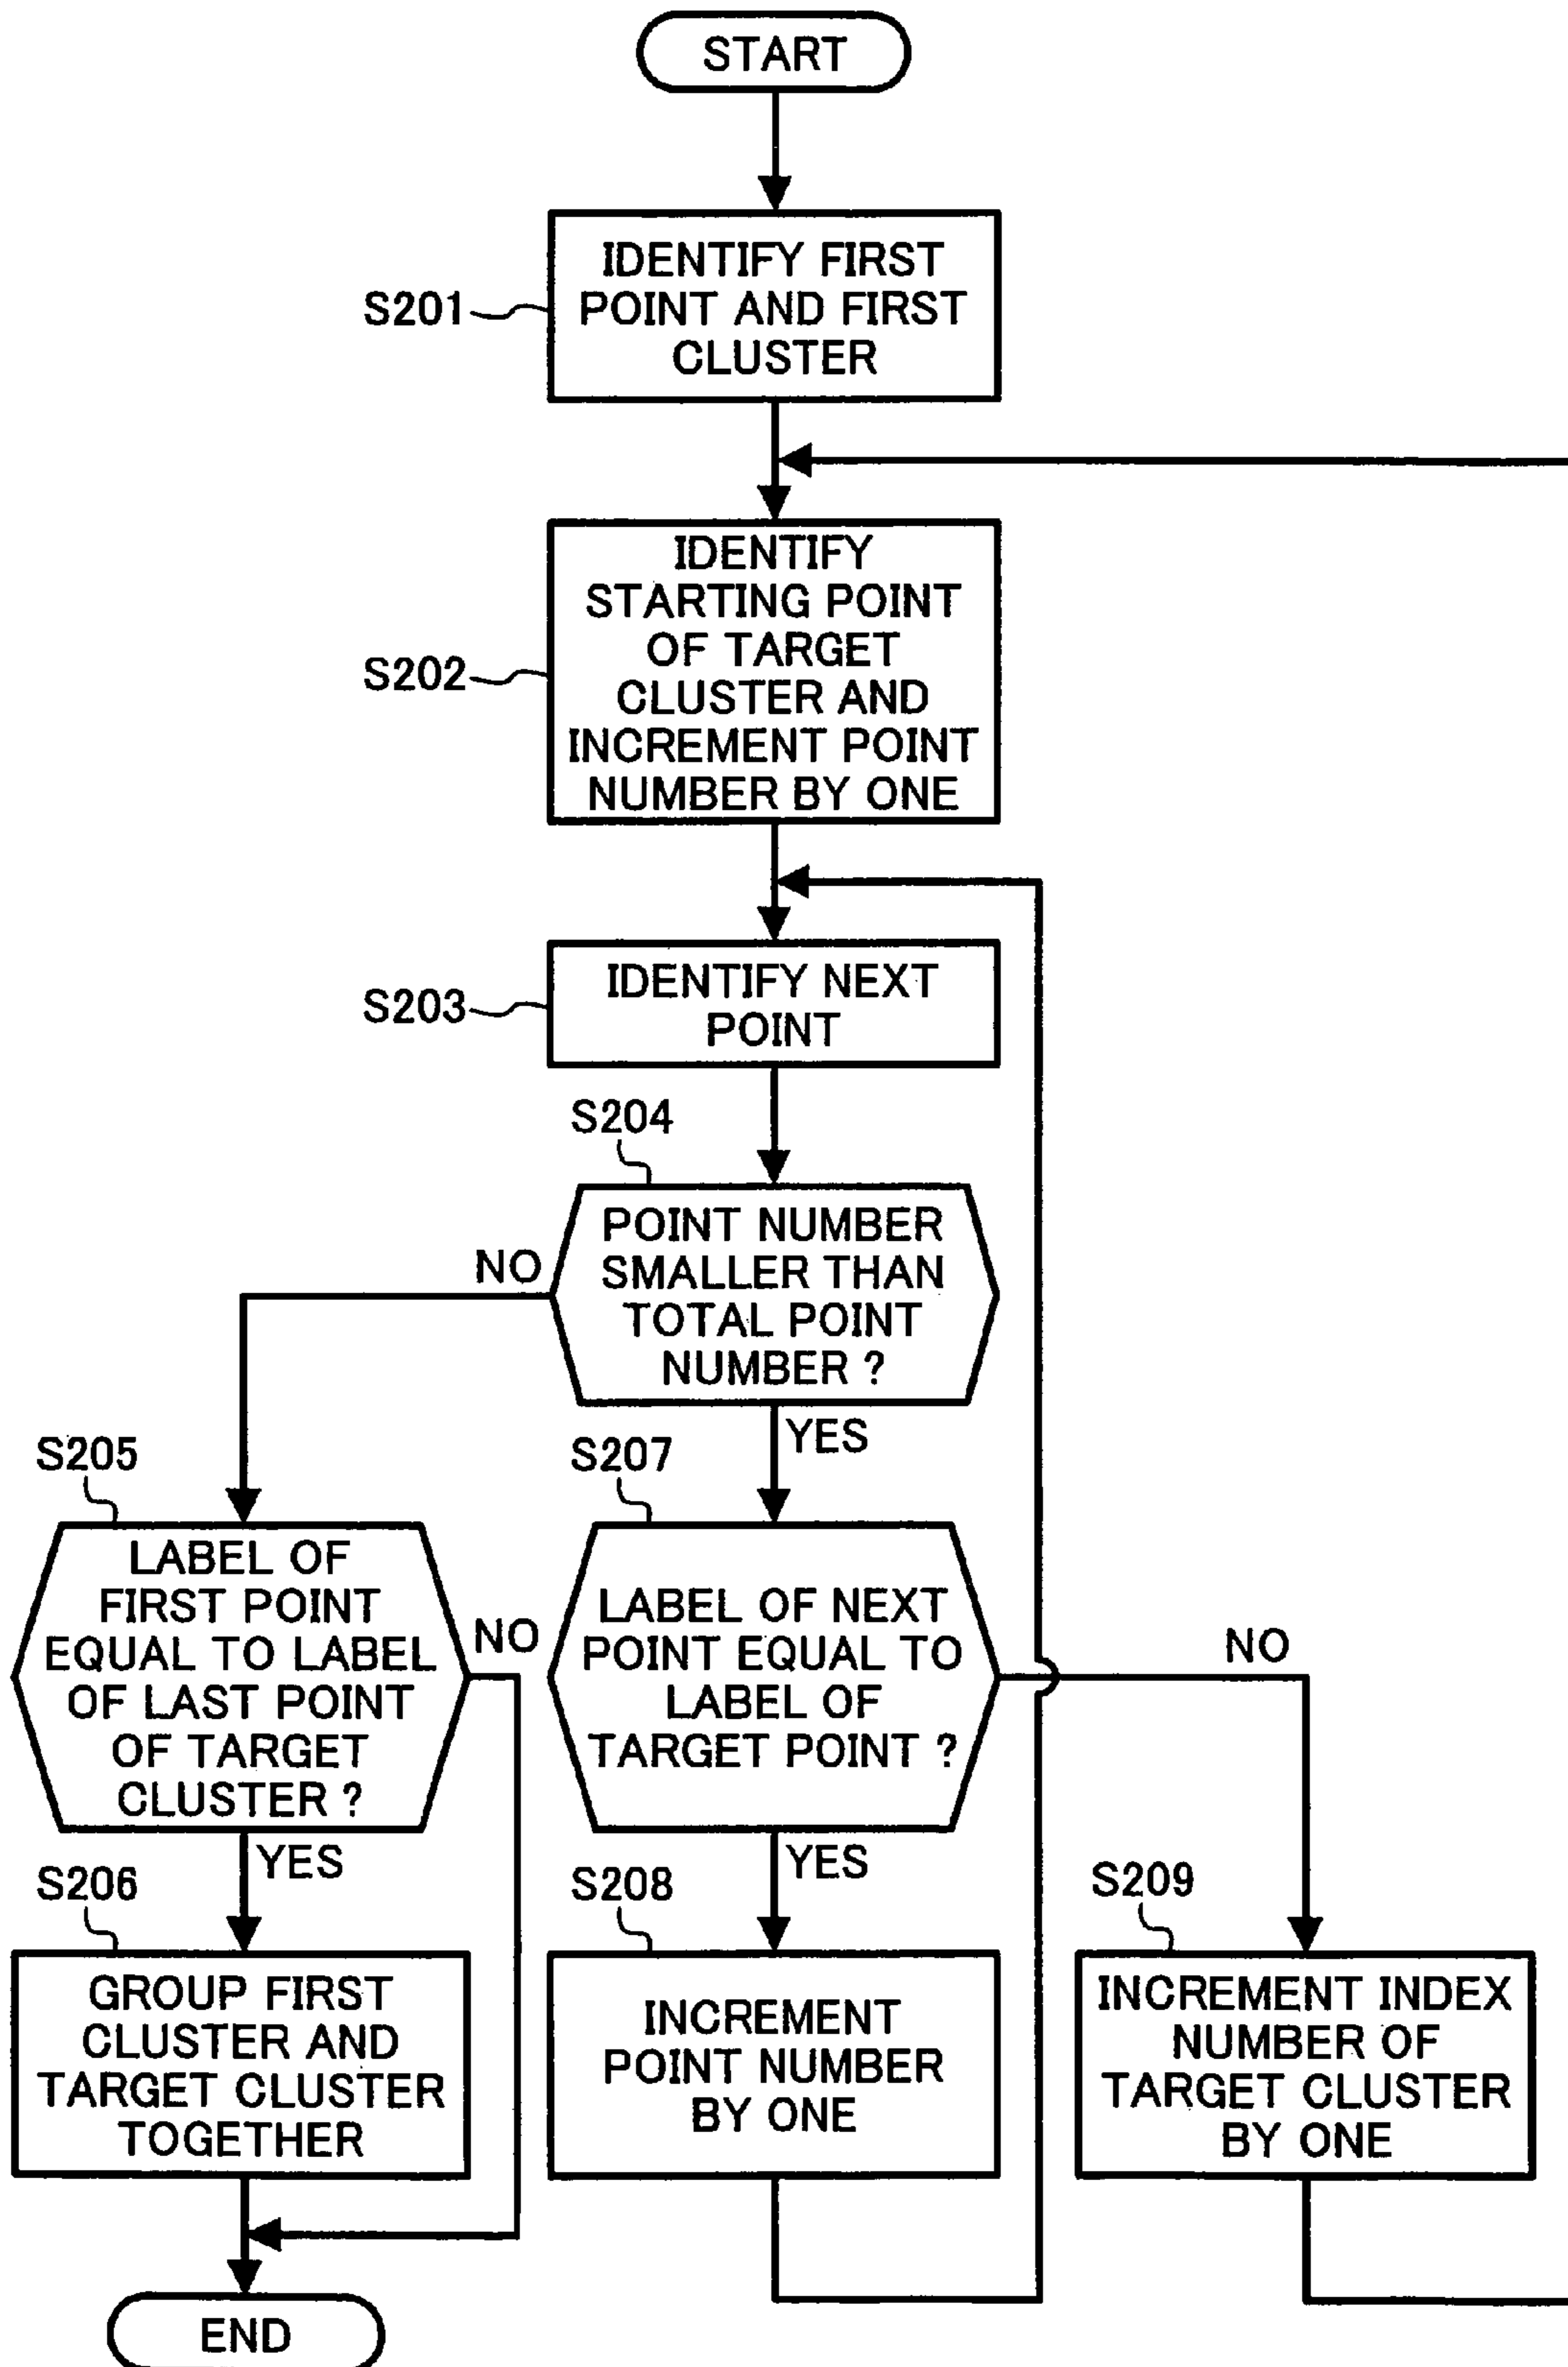 START
S201
IDENTIFY FIRST
POINT AND FIRST
CLUSTER
S202
IDENTIFY
STARTING POINT
OF TARGET
CLUSTER AND
INCREMENT POINT
NUMBER BY ONE
S203
IDENTIFY NEXT
POINT
S204
POINT NUMBER
SMALLER THAN
TOTAL POINT
NUMBER ?
NO
YES
S205
LABEL OF
FIRST POINT
EQUAL TO LABEL
OF LAST POINT
OF TARGET
CLUSTER ?
NO
YES
S207
LABEL OF NEXT
POINT EQUAL TO
LABEL OF
TARGET POINT ?
NO
YES
S206
GROUP FIRST
CLUSTER AND
TARGET CLUSTER
TOGETHER
S208
INCREMENT
POINT NUMBER
BY ONE
S209
INCREMENT INDEX
NUMBER OF
TARGET CLUSTER
BY ONE
END